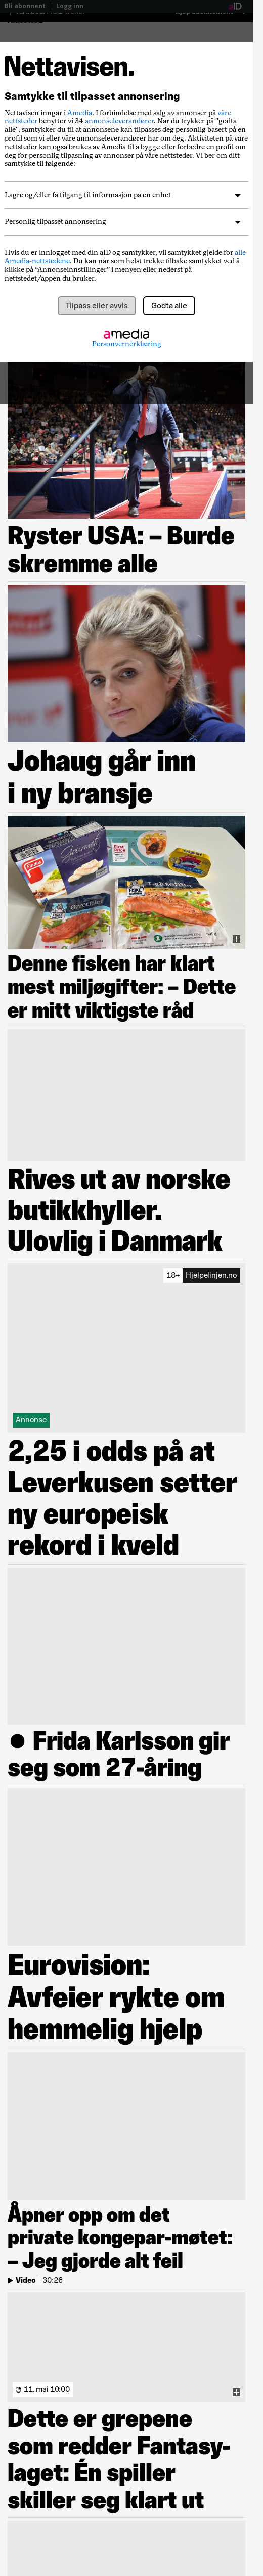 Bli abonnent | Logg inn
aID
Nettavisen.
Samtykke til tilpasset annonsering
Nettavisen inngår i Amedia. I forbindelse med salg av annonser på våre
nettsteder benytter vi 34 annonseleverandører. Når du trykker på "godta
alle", samtykker du til at annonsene kan tilpasses deg personlig basert på en
profil som vi eller våre annonseleverandører har om deg. Aktiviteten på våre
nettsteder kan også brukes av Amedia til å bygge eller forbedre en profil om
deg for personlig tilpasning av annonser på våre nettsteder. Vi ber om ditt
samtykke til følgende:
Lagre og/eller få tilgang til informasjon på en enhet
Personlig tilpasset annonsering
Hvis du er innlogget med din aID og samtykker, vil samtykket gjelde for alle
Amedia-nettstedene. Du kan når som helst trekke tilbake samtykket ved å
klikke på “Annonseinnstillinger” i menyen eller nederst på
nettstedet/appen du bruker.
Tilpass eller avvis
Godta alle
amedia
Personvernerklæring
Ryster USA: – Burde
skremme alle
Johaug går inn
i ny bransje
Denne fisken har klart
mest miljøgifter: – Dette
er mitt viktigste råd
Rives ut av norske
butikkhyller.
Ulovlig i Danmark
18+ Hjelpelinjen.no
Annonse
2,25 i odds på at
Leverkusen setter
ny europeisk
rekord i kveld
● Frida Karlsson gir
seg som 27-åring
Eurovision:
Avfeier rykte om
hemmelig hjelp
Åpner opp om det
private kongepar-møtet:
– Jeg gjorde alt feil
Video | 30:26
11. mai 10:00
Dette er grepene
som redder Fantasy-
laget: Én spiller
skiller seg klart ut